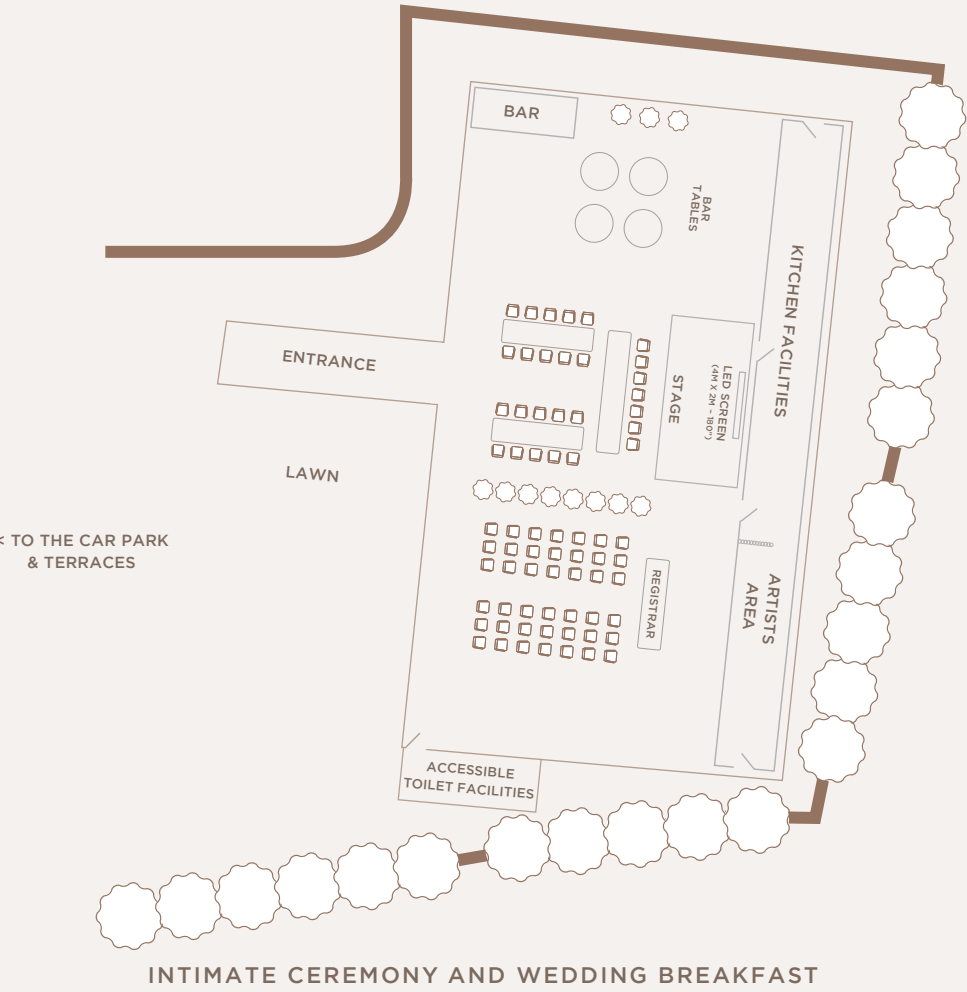 BAR
BAR
TABLES
KITCHEN FACILITIES
ENTRANCE
STAGE
LED SCREEN
(4M X 2M - 180")
LAWN
< TO THE CAR PARK
& TERRACES
REGISTRAR
ARTISTS
AREA
ACCESSIBLE
TOILET FACILITIES
INTIMATE CEREMONY AND WEDDING BREAKFAST